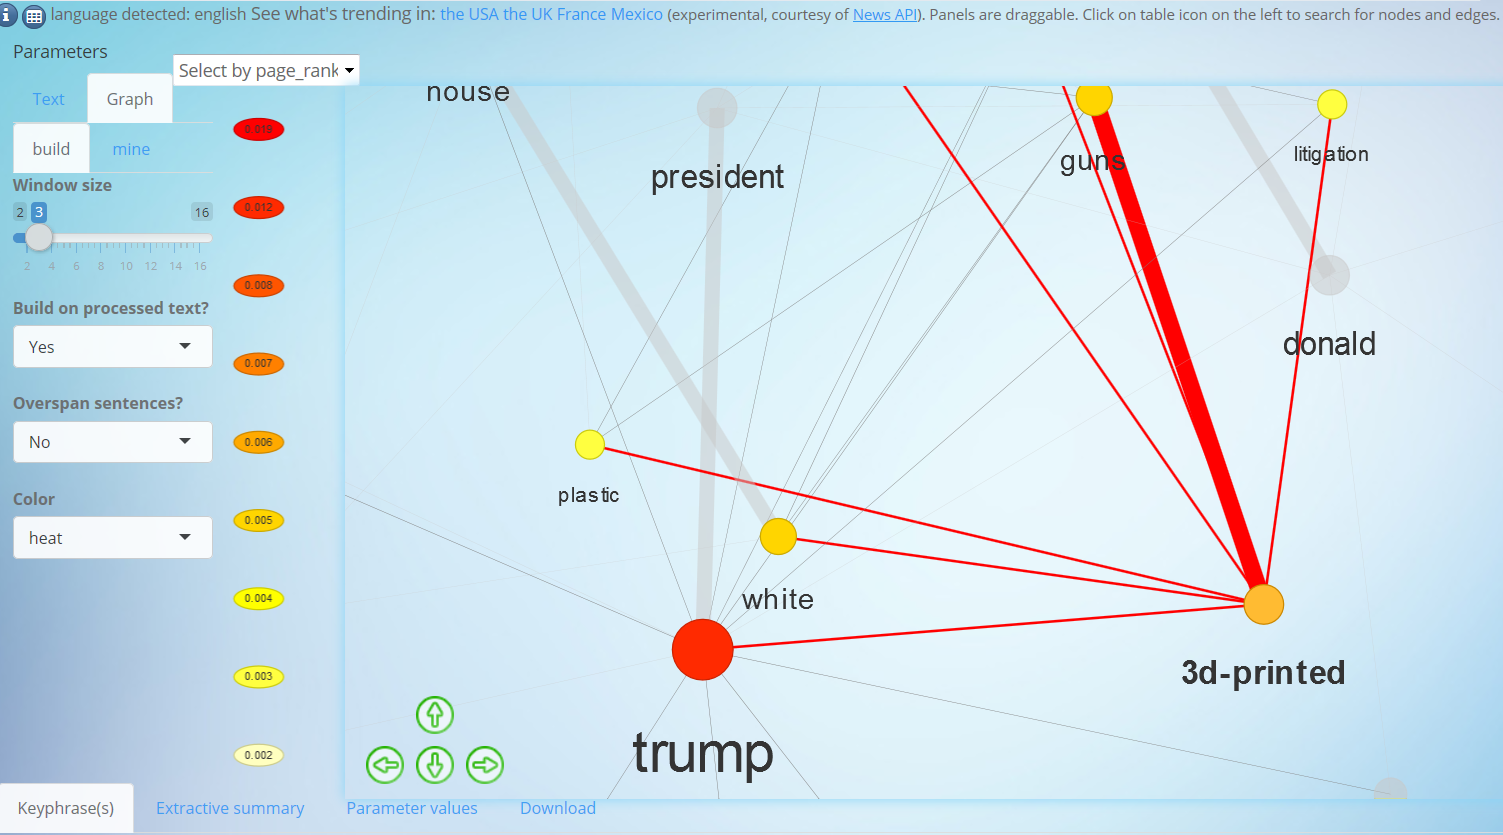 language detected: english See what's trending in: the USA the UK France Mexico (experimental, courtesy of News API). Panels are draggable. Click on table icon on the left to search for nodes and edges.
Parameters
Select by page_rank
Text Graph
build mine
Window size
2 3 16
2 4 6 8 10 12 14 16
Build on processed text?
Yes
Overspan sentences?
No
Color
heat
0.019
0.012
0.008
0.007
0.006
0.005
0.004
0.003
0.002
house
president
guns
litigation
donald
plastic
white
3d-printed
trump
Keyphrase(s) Extractive summary Parameter values Download